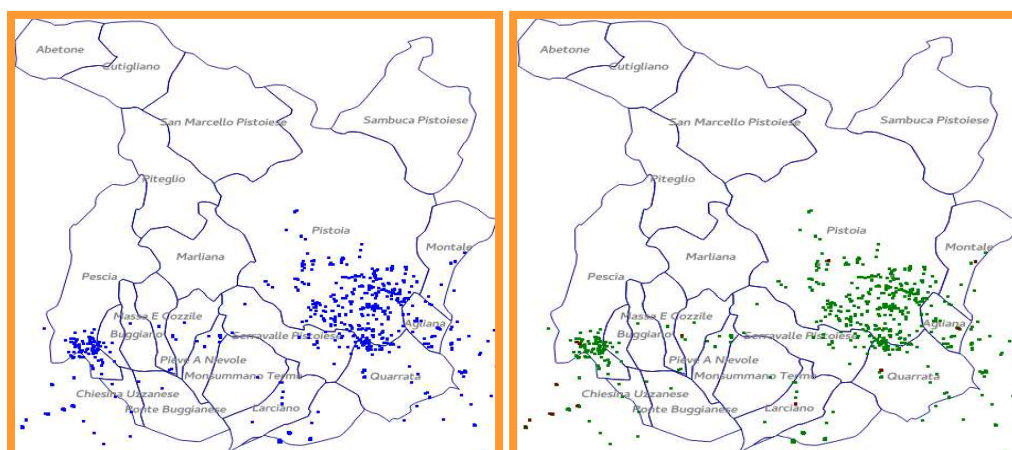 Abetone
Cutigliano
San Marcello Pistoiese
Sambuca Pistoiese
Piteglio
Pistoia
Montale
Marliana
Pescia
Massa E Cozzile
Buggiano
Serravalle Pistoiese
Agliana
Pieve A Nievole
Monsummano Terme
Quarrata
Chiesina Uzzanese
Ponte Buggianese
Larciano
Abetone
Cutigliano
San Marcello Pistoiese
Sambuca Pistoiese
Piteglio
Pistoia
Montale
Marliana
Pescia
Massa E Cozzile
Buggiano
Serravalle Pistoiese
Agliana
Pieve A Nievole
Monsummano Terme
Quarrata
Chiesina Uzzanese
Ponte Buggianese
Larciano